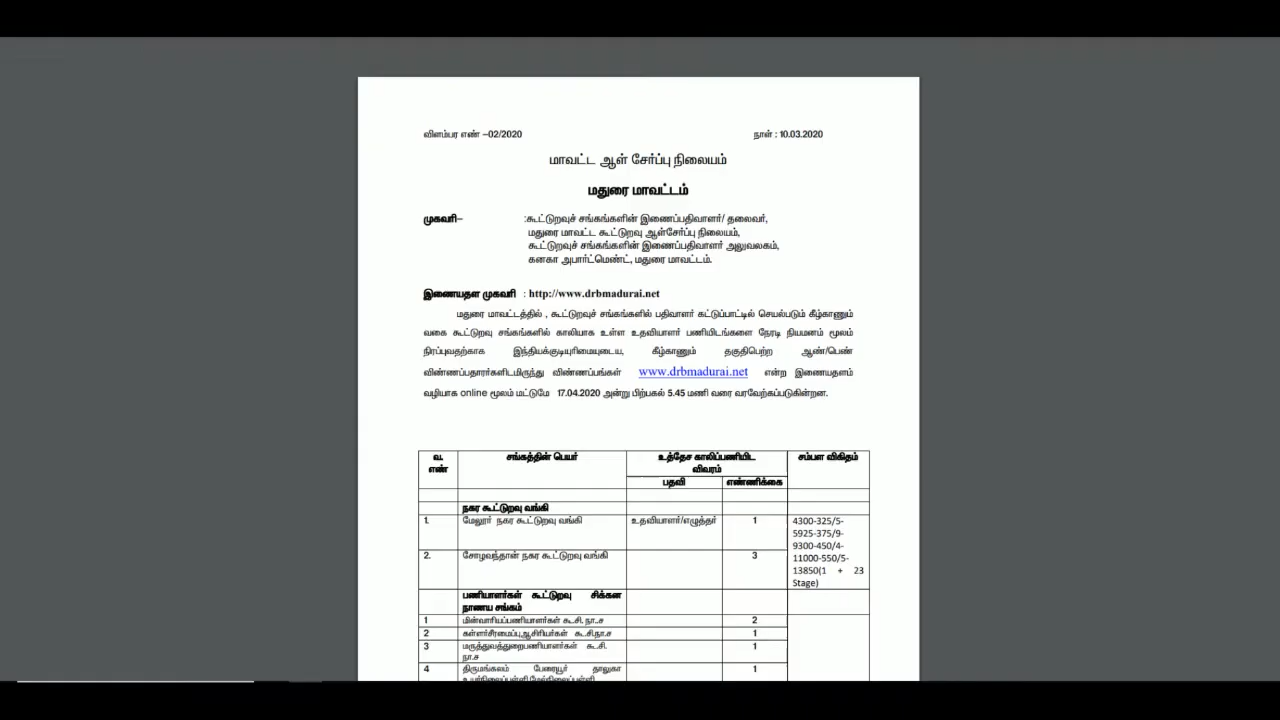 விளம்பர எண் –02/2020 நாள் : 10.03.2020
மாவட்ட ஆள் சேர்ப்பு நிலையம்
மதுரை மாவட்டம்
முகவரி– :கூட்டுறவுச் சங்கங்களின் இணைப்பதிவாளர்/ தலைவர்,
மதுரை மாவட்ட கூட்டுறவு ஆள்சேர்ப்பு நிலையம்,
கூட்டுறவுச் சங்கங்களின் இணைப்பதிவாளர் அலுவலகம்,
கனகா அபார்ட்மெண்ட், மதுரை மாவட்டம்.
இணையதள முகவரி : http://www.drbmadurai.net
மதுரை மாவட்டத்தில் , கூட்டுறவுச் சங்கங்களில் பதிவாளர் கட்டுப்பாட்டில் செயல்படும் கீழ்காணும்
வகை கூட்டுறவு சங்கங்களில் காலியாக உள்ள உதவியாளர் பணியிடங்களை நேரடி நியமனம் மூலம்
நிரப்புவதற்காக இந்தியக்குடியுரிமையுடைய, கீழ்காணும் தகுதிபெற்ற ஆண்/பெண்
விண்ணப்பதாரர்களிடமிருந்து விண்ணப்பங்கள் www.drbmadurai.net என்ற இணையதளம்
வழியாக online மூலம் மட்டுமே 17.04.2020 அன்று பிற்பகல் 5.45 மணி வரை வரவேற்கப்படுகின்றன.
வ. எண் சங்கத்தின் பெயர் உத்தேச காலிப்பணியிட விவரம் சம்பள விகிதம்
பதவி எண்ணிக்கை
நகர கூட்டுறவு வங்கி
1. மேலூர் நகர கூட்டுறவு வங்கி உதவியாளர்/எழுத்தர் 1 4300-325/5-
5925-375/9-
9300-450/4-
2. சோழவந்தான் நகர கூட்டுறவு வங்கி 3 11000-550/5-
13850(1 + 23
Stage)
பணியாளர்கள் கூட்டுறவு சிக்கன
நாணய சங்கம்
1 மின்வாரியப்பணியாளர்கள் கூ.சி. நா..ச 2
2 கள்ளர்சீரமைப்பு,ஆசிரியர்கள் கூ.சி.நா.ச 1
3 மருத்துவத்துறைபணியாளர்கள் கூ.சி. 1
நா.ச
4 திருமங்கலம் பேரையூர் தாலுகா 1
உயர்நிலைப்பள்ளி,மேல்நிலைப்பள்ளி